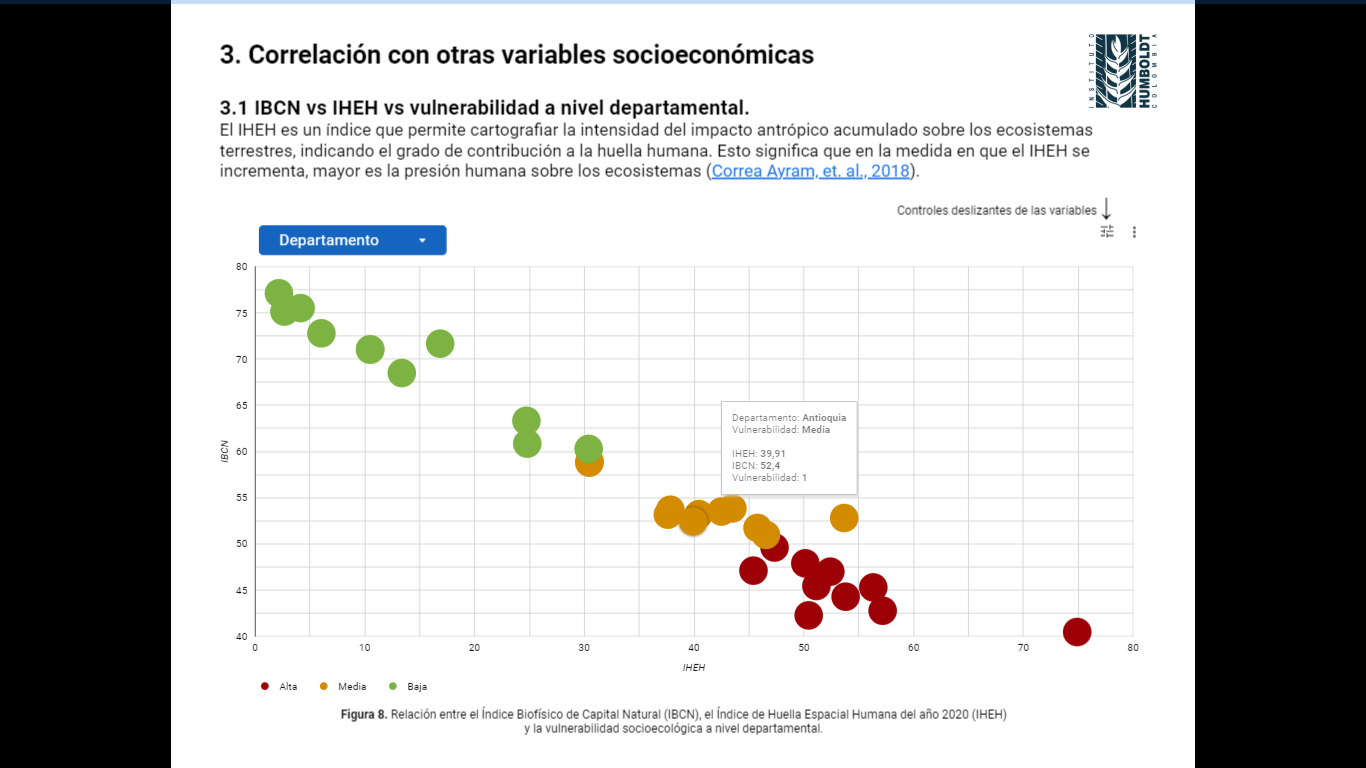 3. Correlación con otras variables socioeconómicas
INSTITUTO
HUMBOLDT
COLOMBIA
3.1 IBCN vs IHEH vs vulnerabilidad a nivel departamental.
El IHEH es un índice que permite cartografiar la intensidad del impacto antrópico acumulado sobre los ecosistemas
terrestres, indicando el grado de contribución a la huella humana. Esto significa que en la medida en que el IHEH se
incrementa, mayor es la presión humana sobre los ecosistemas (Correa Ayram, et. al., 2018).
Controles deslizantes de las variables
Departamento
80
75
70
65
60
55
50
45
40
IBCN
Departamento: Antioquia
Vulnerabilidad: Media
IHEH: 39,91
IBCN: 52,4
Vulnerabilidad: 1
0 10 20 30 40 50 60 70 80
IHEH
Alta Media Baja
Figura 8. Relación entre el Índice Biofísico de Capital Natural (IBCN), el Índice de Huella Espacial Humana del año 2020 (IHEH)
y la vulnerabilidad socioecológica a nivel departamental.